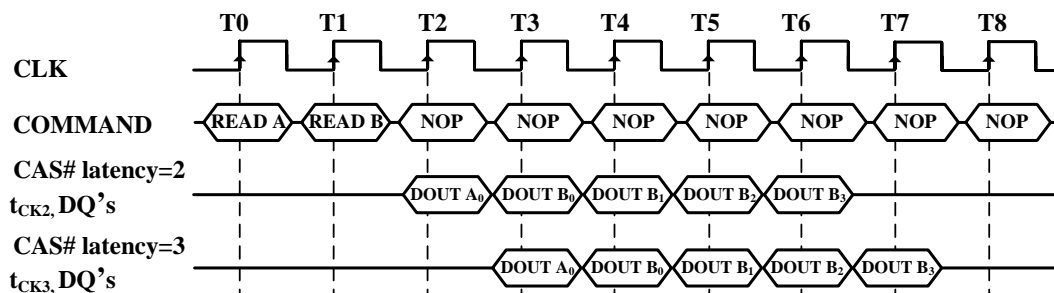 T0 T1 T2 T3 T4 T5 T6 T7 T8
CLK
COMMAND READ A READ B NOP NOP NOP NOP NOP NOP NOP
CAS# latency=2
tCK2, DQ's DOUT A0 DOUT B0 DOUT B1 DOUT B2 DOUT B3
CAS# latency=3
tCK3, DQ's DOUT A0 DOUT B0 DOUT B1 DOUT B2 DOUT B3